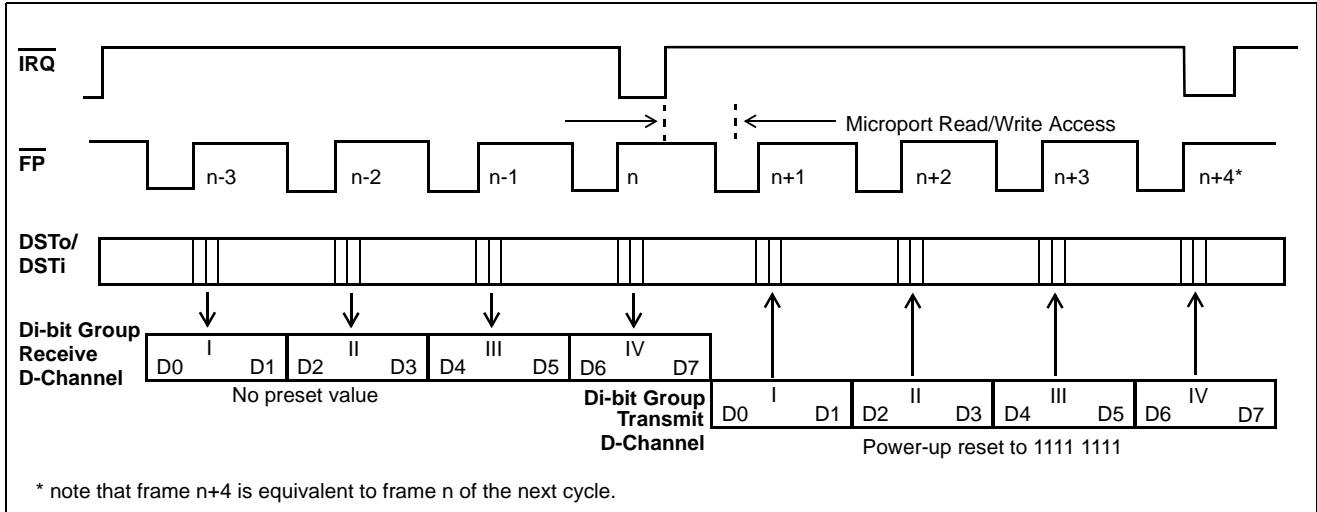 IRQ
Microport Read/Write Access
FP
n-3 n-2 n-1 n n+1 n+2 n+3 n+4*
DSTo/
DSTi
Di-bit Group
Receive
D-Channel
I II III IV
D0 D1 D2 D3 D4 D5 D6 D7
No preset value
Di-bit Group
Transmit
D-Channel
I II III IV
D0 D1 D2 D3 D4 D5 D6 D7
Power-up reset to 1111 1111
* note that frame n+4 is equivalent to frame n of the next cycle.